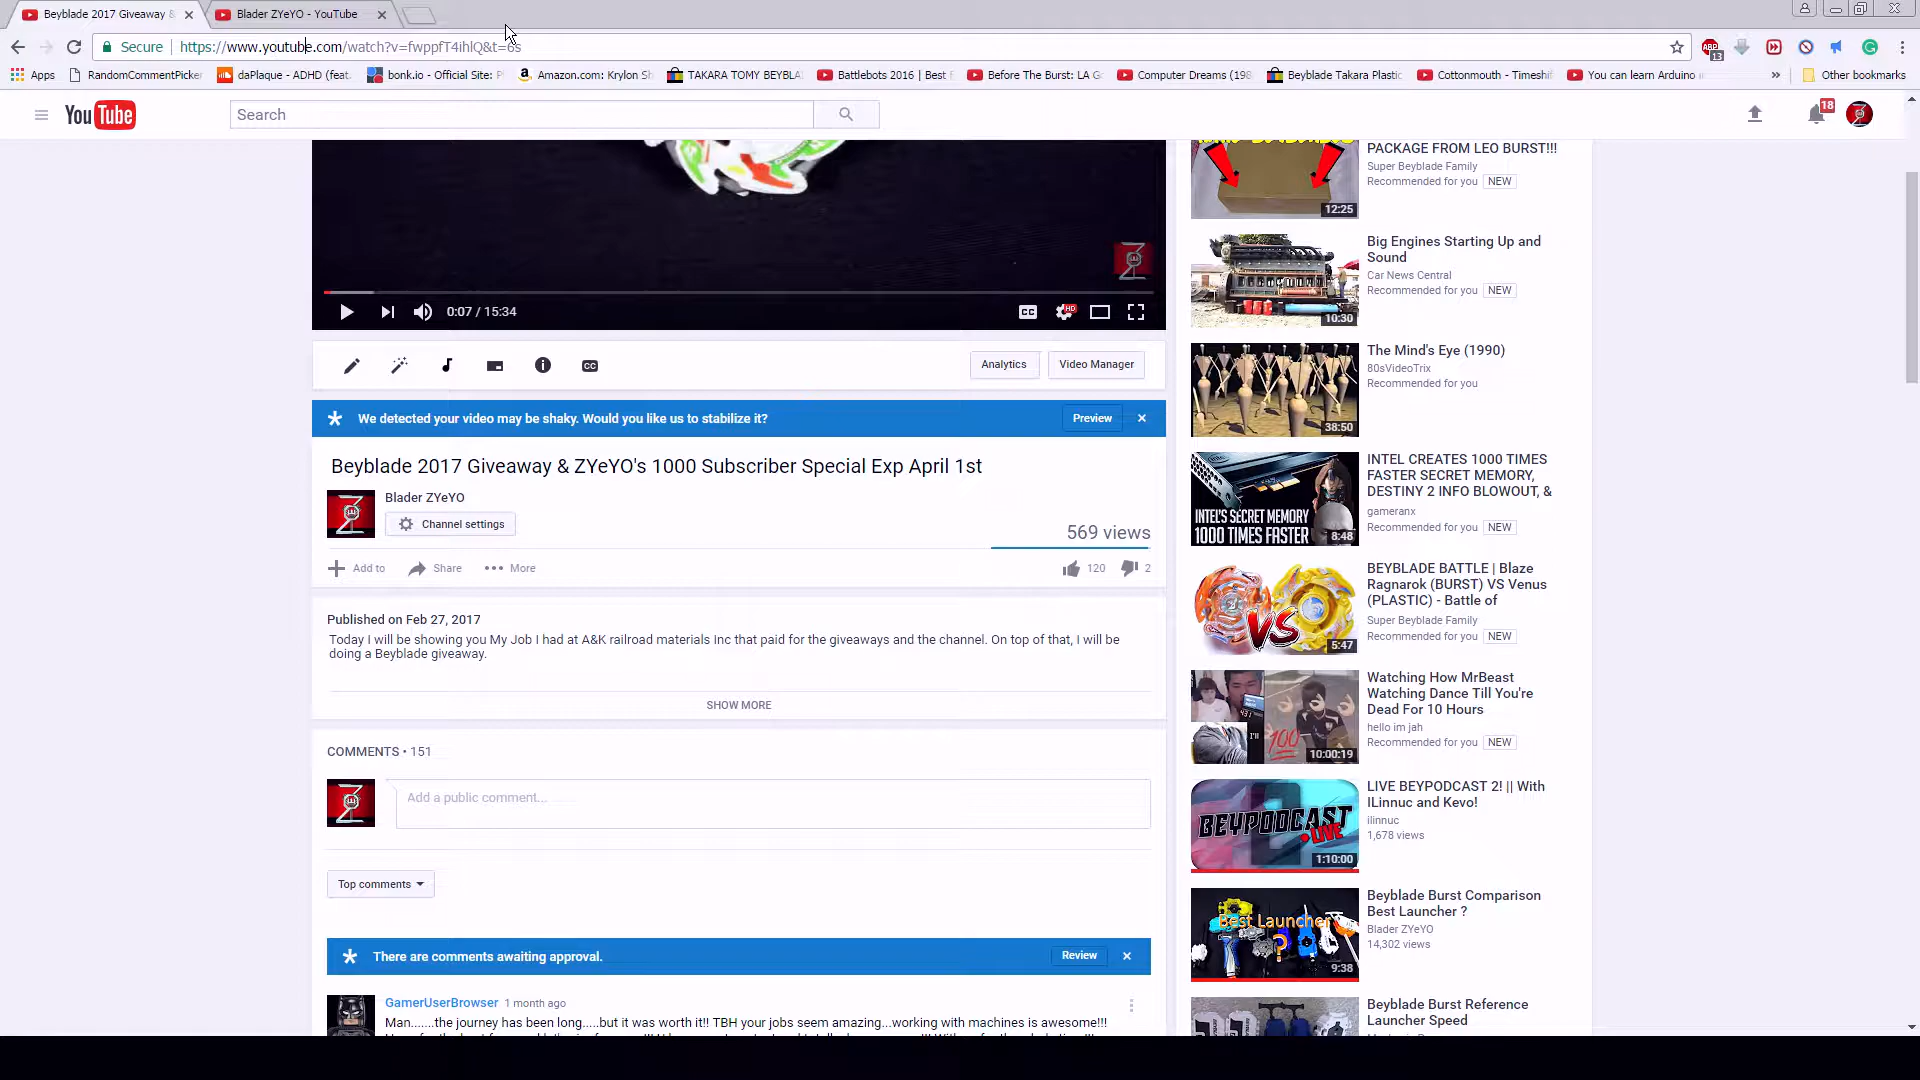 Beyblade 2017 Giveaway &
Blader ZYeYO - YouTube
Secure
https://www.youtube.com/watch?v=fwppfT4ihlQ&t=6s
ABP
13
Apps
RandomCommentPicker
daPlaque - ADHD (feat.
bonk.io - Official Site: P
Amazon.com: Krylon Sh
TAKARA TOMY BEYBLA
Battlebots 2016 | Best
Before The Burst: LA G
Computer Dreams (198
Beyblade Takara Plastic
Cottonmouth - Timeshif
You can learn Arduino i
Other bookmarks
YouTube
Search
18
0:07 / 15:34
CC
HD
CC
Analytics
Video Manager
We detected your video may be shaky. Would you like us to stabilize it?
Preview
Beyblade 2017 Giveaway & ZYeYO's 1000 Subscriber Special Exp April 1st
Blader ZYeYO
Channel settings
569 views
Add to
Share
More
120
2
Published on Feb 27, 2017
Today I will be showing you My Job I had at A&K railroad materials Inc that paid for the giveaways and the channel. On top of that, I will be
doing a Beyblade giveaway.
SHOW MORE
COMMENTS • 151
Add a public comment...
Top comments
There are comments awaiting approval.
Review
GamerUserBrowser 1 month ago
Man.......the journey has been long.....but it was worth it!! TBH your jobs seem amazing...working with machines is awesome!!!
PACKAGE FROM LEO BURST!!!
Super Beyblade Family
Recommended for you NEW
12:25
Big Engines Starting Up and
Sound
Car News Central
Recommended for you NEW
10:30
The Mind's Eye (1990)
80sVideoTrix
Recommended for you
38:50
INTEL CREATES 1000 TIMES
FASTER SECRET MEMORY,
DESTINY 2 INFO BLOWOUT, &
gameranx
Recommended for you NEW
INTEL'S SECRET MEMORY
1000 TIMES FASTER
8:48
BEYBLADE BATTLE | Blaze
Ragnarok (BURST) VS Venus
(PLASTIC) - Battle of
Super Beyblade Family
Recommended for you NEW
VS
5:47
Watching How MrBeast
Watching Dance Till You're
Dead For 10 Hours
hello im jah
Recommended for you NEW
100
10:00:19
LIVE BEYPODCAST 2! || With
ILinnuc and Kevo!
ilinnuc
1,678 views
BEYPODCAST
LIVE
1:10:00
Beyblade Burst Comparison
Best Launcher ?
Blader ZYeYO
14,302 views
Best Launcher
?
9:38
Beyblade Burst Reference
Launcher Speed